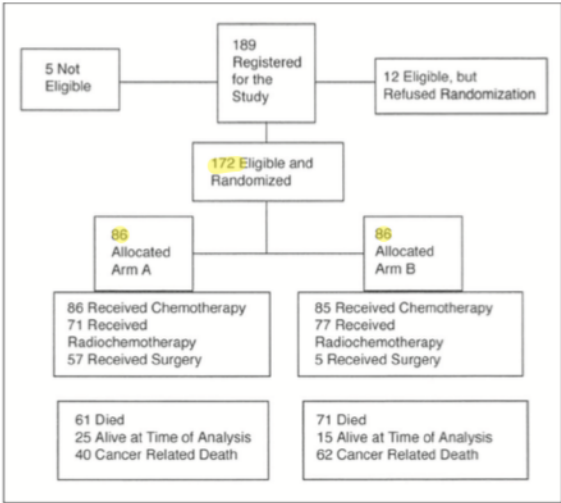 189
Registered
for the
Study
5 Not
Eligible
12 Eligible, but
Refused Randomization
172 Eligible and
Randomized
86
Allocated
Arm A
86
Allocated
Arm B
86 Received Chemotherapy
71 Received
Radiochemotherapy
57 Received Surgery
85 Received Chemotherapy
77 Received
Radiochemotherapy
5 Received Surgery
61 Died
25 Alive at Time of Analysis
40 Cancer Related Death
71 Died
15 Alive at Time of Analysis
62 Cancer Related Death